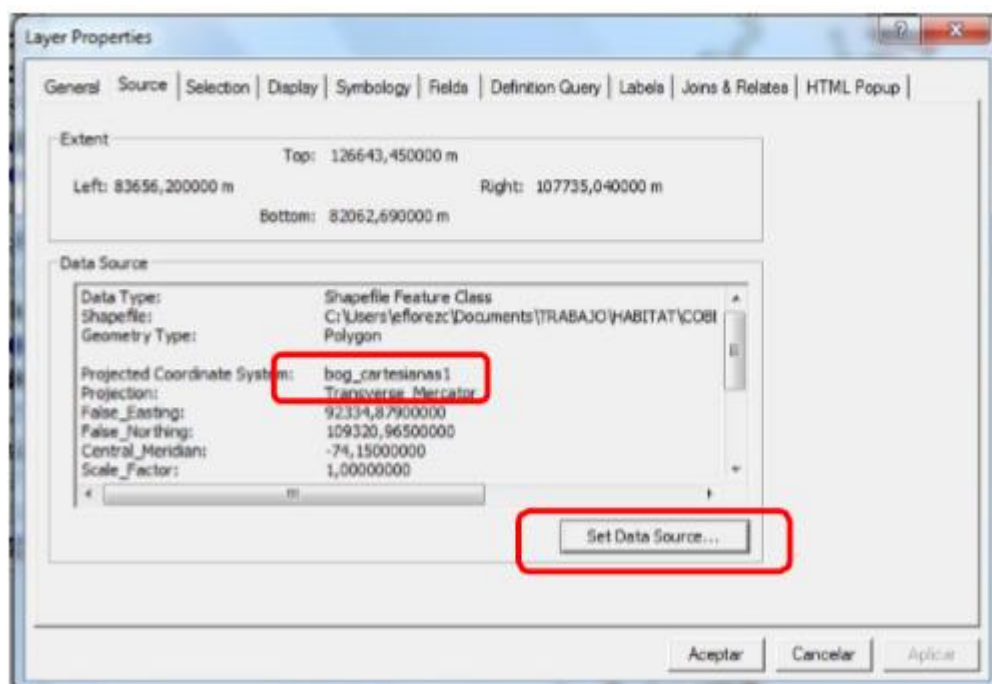 Layer Properties
General Source Selection Display Symbology Fields Definition Query Labels Joins & Relates HTML Popup
Extent
Top: 126643,450000 m
Left: 83656,200000 m Right: 107735,040000 m
Bottom: 82062,690000 m
Data Source
Data Type: Shapefile Feature Class
Shapefile: C:\Users\eflorezc\Documents\TRABAJO\HABITAT\COBI
Geometry Type: Polygon
Projected Coordinate System: bog_cartesianas1
Projection: Transverse_Mercator
False_Easting: 92334,87900000
False_Northing: 109320,96500000
Central_Meridian: -74,15000000
Scale_Factor: 1,00000000
Set Data Source...
Aceptar Cancelar Aplicar